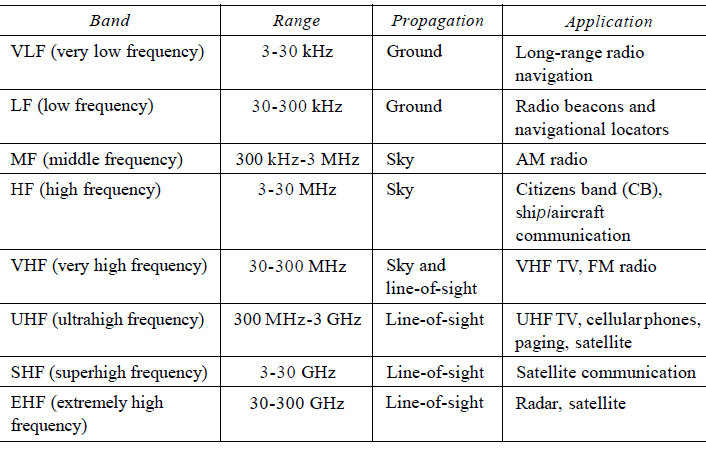 Band Range Propagation Application
VLF (very low frequency) 3-30 kHz Ground Long-range radio
navigation
LF (low frequency) 30-300 kHz Ground Radio beacons and
navigational locators
MF (middle frequency) 300 kHz-3 MHz Sky AM radio
HF (high frequency) 3-30 MHz Sky Citizens band (CB),
shipiaircraft
communication
VHF (very high frequency) 30-300 MHz Sky and VHF TV, FM radio
line-of-sight
UHF (ultrahigh frequency) 300 MHz-3 GHz Line-of-sight UHF TV, cellular phones,
paging, satellite
SHF (superhigh frequency) 3-30 GHz Line-of-sight Satellite communication
EHF (extremely high 30-300 GHz Line-of-sight Radar, satellite
frequency)